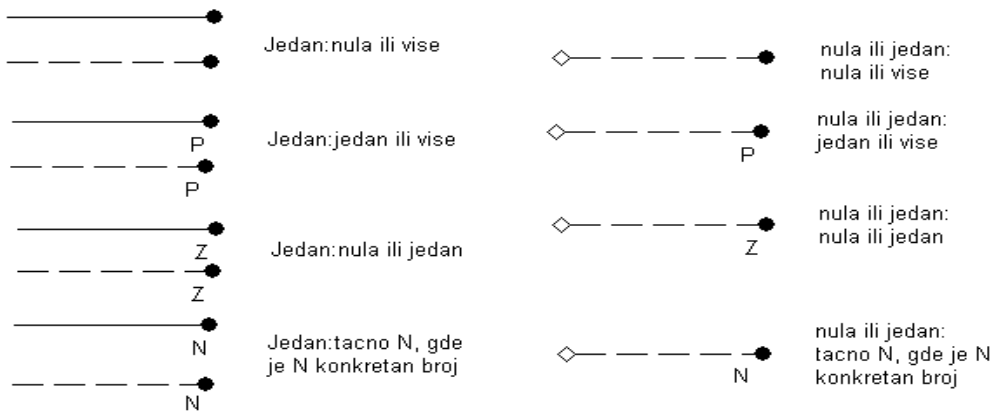 Jedan:nula ili vise
P
P
Jedan:jedan ili vise
Z
Z
Jedan:nula ili jedan
N
N
Jedan:tacno N, gde
je N konkretan broj
nula ili jedan:
nula ili vise
P
nula ili jedan:
jedan ili vise
Z
nula ili jedan:
nula ili jedan
N
nula ili jedan:
tacno N, gde je N
konkretan broj